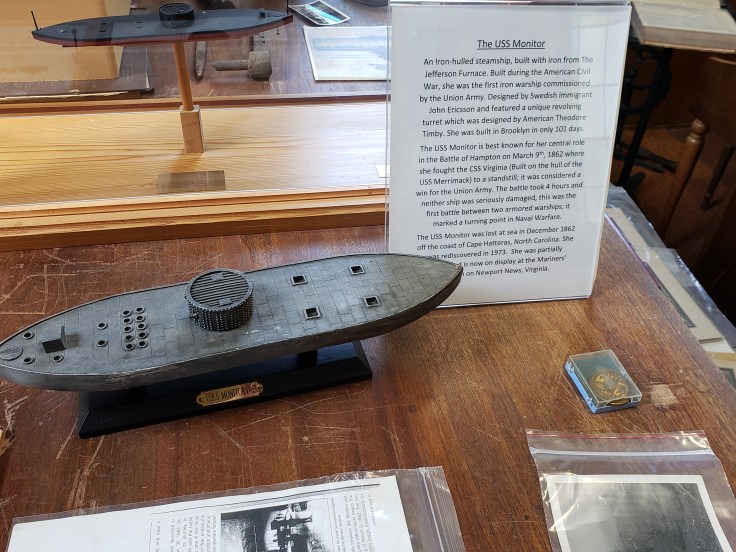 The USS Monitor
An Iron-hulled steamship, built with iron from The
Jefferson Furnace. Built during the American Civil
War, she was the first iron warship commissioned
by the Union Army. Designed by Swedish immigrant
John Ericsson and featured a unique revolving
turret which was designed by American Theodore
Timby. She was built in Brooklyn in only 101 days.
The USS Monitor is best known for her central role
in the Battle of Hampton on March 9th, 1862 where
she fought the CSS Virginia (Built on the hull of the
USS Merrimack) to a standstill; it was considered a
win for the Union Army. The battle took 4 hours and
neither ship was seriously damaged, this was the
first battle between two armored warships; it
marked a turning point in Naval Warfare.
The USS Monitor was lost at sea in December 1862
off the coast of Cape Hatteras, North Carolina. She
was rediscovered in 1973. She was partially
is now on display at the Mariners'
on Newport News, Virginia.
USS MONITOR